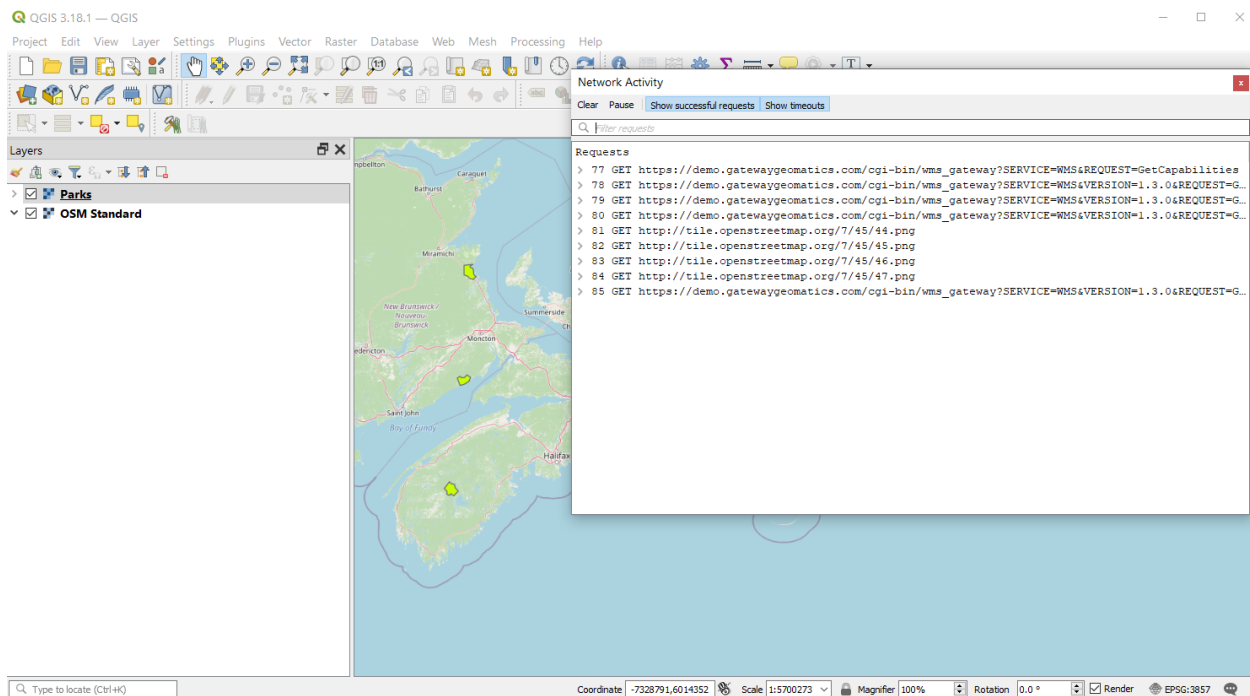 QGIS 3.18.1 — QGIS
Project Edit View Layer Settings Plugins Vector Raster Database Web Mesh Processing Help
Network Activity
Clear Pause Show successful requests Show timeouts
Filter requests
Requests
77 GET https://demo.gatewaygeomatics.com/cgi-bin/wms_gateway?SERVICE=WMS&REQUEST=GetCapabilities
78 GET https://demo.gatewaygeomatics.com/cgi-bin/wms_gateway?SERVICE=WMS&VERSION=1.3.0&REQUEST=G...
79 GET https://demo.gatewaygeomatics.com/cgi-bin/wms_gateway?SERVICE=WMS&VERSION=1.3.0&REQUEST=G...
80 GET https://demo.gatewaygeomatics.com/cgi-bin/wms_gateway?SERVICE=WMS&VERSION=1.3.0&REQUEST=G...
81 GET http://tile.openstreetmap.org/7/45/44.png
82 GET http://tile.openstreetmap.org/7/45/45.png
83 GET http://tile.openstreetmap.org/7/45/46.png
84 GET http://tile.openstreetmap.org/7/45/47.png
85 GET https://demo.gatewaygeomatics.com/cgi-bin/wms_gateway?SERVICE=WMS&VERSION=1.3.0&REQUEST=G...
Layers
Parks
OSM Standard
mpbellton
Caraquet
Bathurst
Miramichi
New Brunswick /
Nouveau-
Brunswick
Summerside
Ch
Moncton
edericton
Saint John
Bay of Fundy
Halifax
Type to locate (Ctrl+K)
Coordinate -7328791,6014352 Scale 1:5700273 Magnifier 100% Rotation 0.0 ° Render EPSG:3857